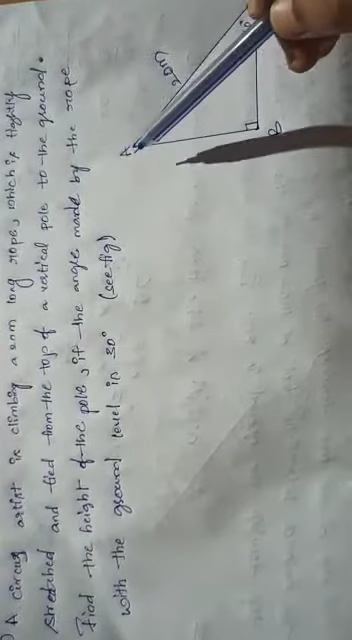 ) A circus artist is climbing a 20m long rope, which is tightly
stretched and tied from the top of a vertical pole to the ground.
Find the height of the pole, if the angle made by the rope
with the ground level is 30° (see fig)
A
20m
B